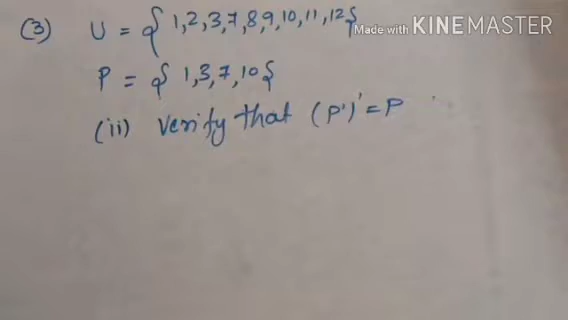 (3) U = { 1,2,3,7,8,9,10,11,12 }
Made with KINEMASTER
P = { 1,3,7,10 }
(ii) Verify that (P')' = P